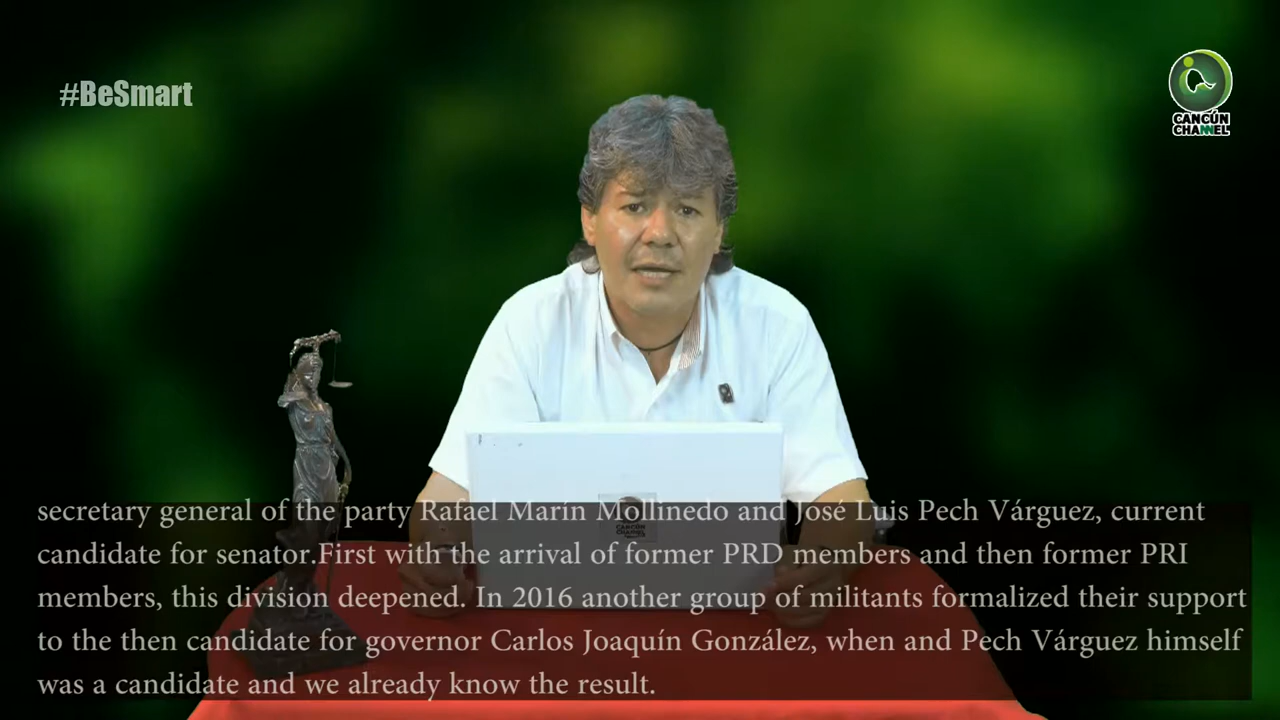 #BeSmart
CANCÚN
CHANNEL
secretary general of the party Rafael Marín Mollinedo and José Luis Pech Várguez, current
candidate for senator.First with the arrival of former PRD members and then former PRI
members, this division deepened. In 2016 another group of militants formalized their support
to the then candidate for governor Carlos Joaquín González, when and Pech Várguez himself
was a candidate and we already know the result.
CANCÚN
CHANNEL